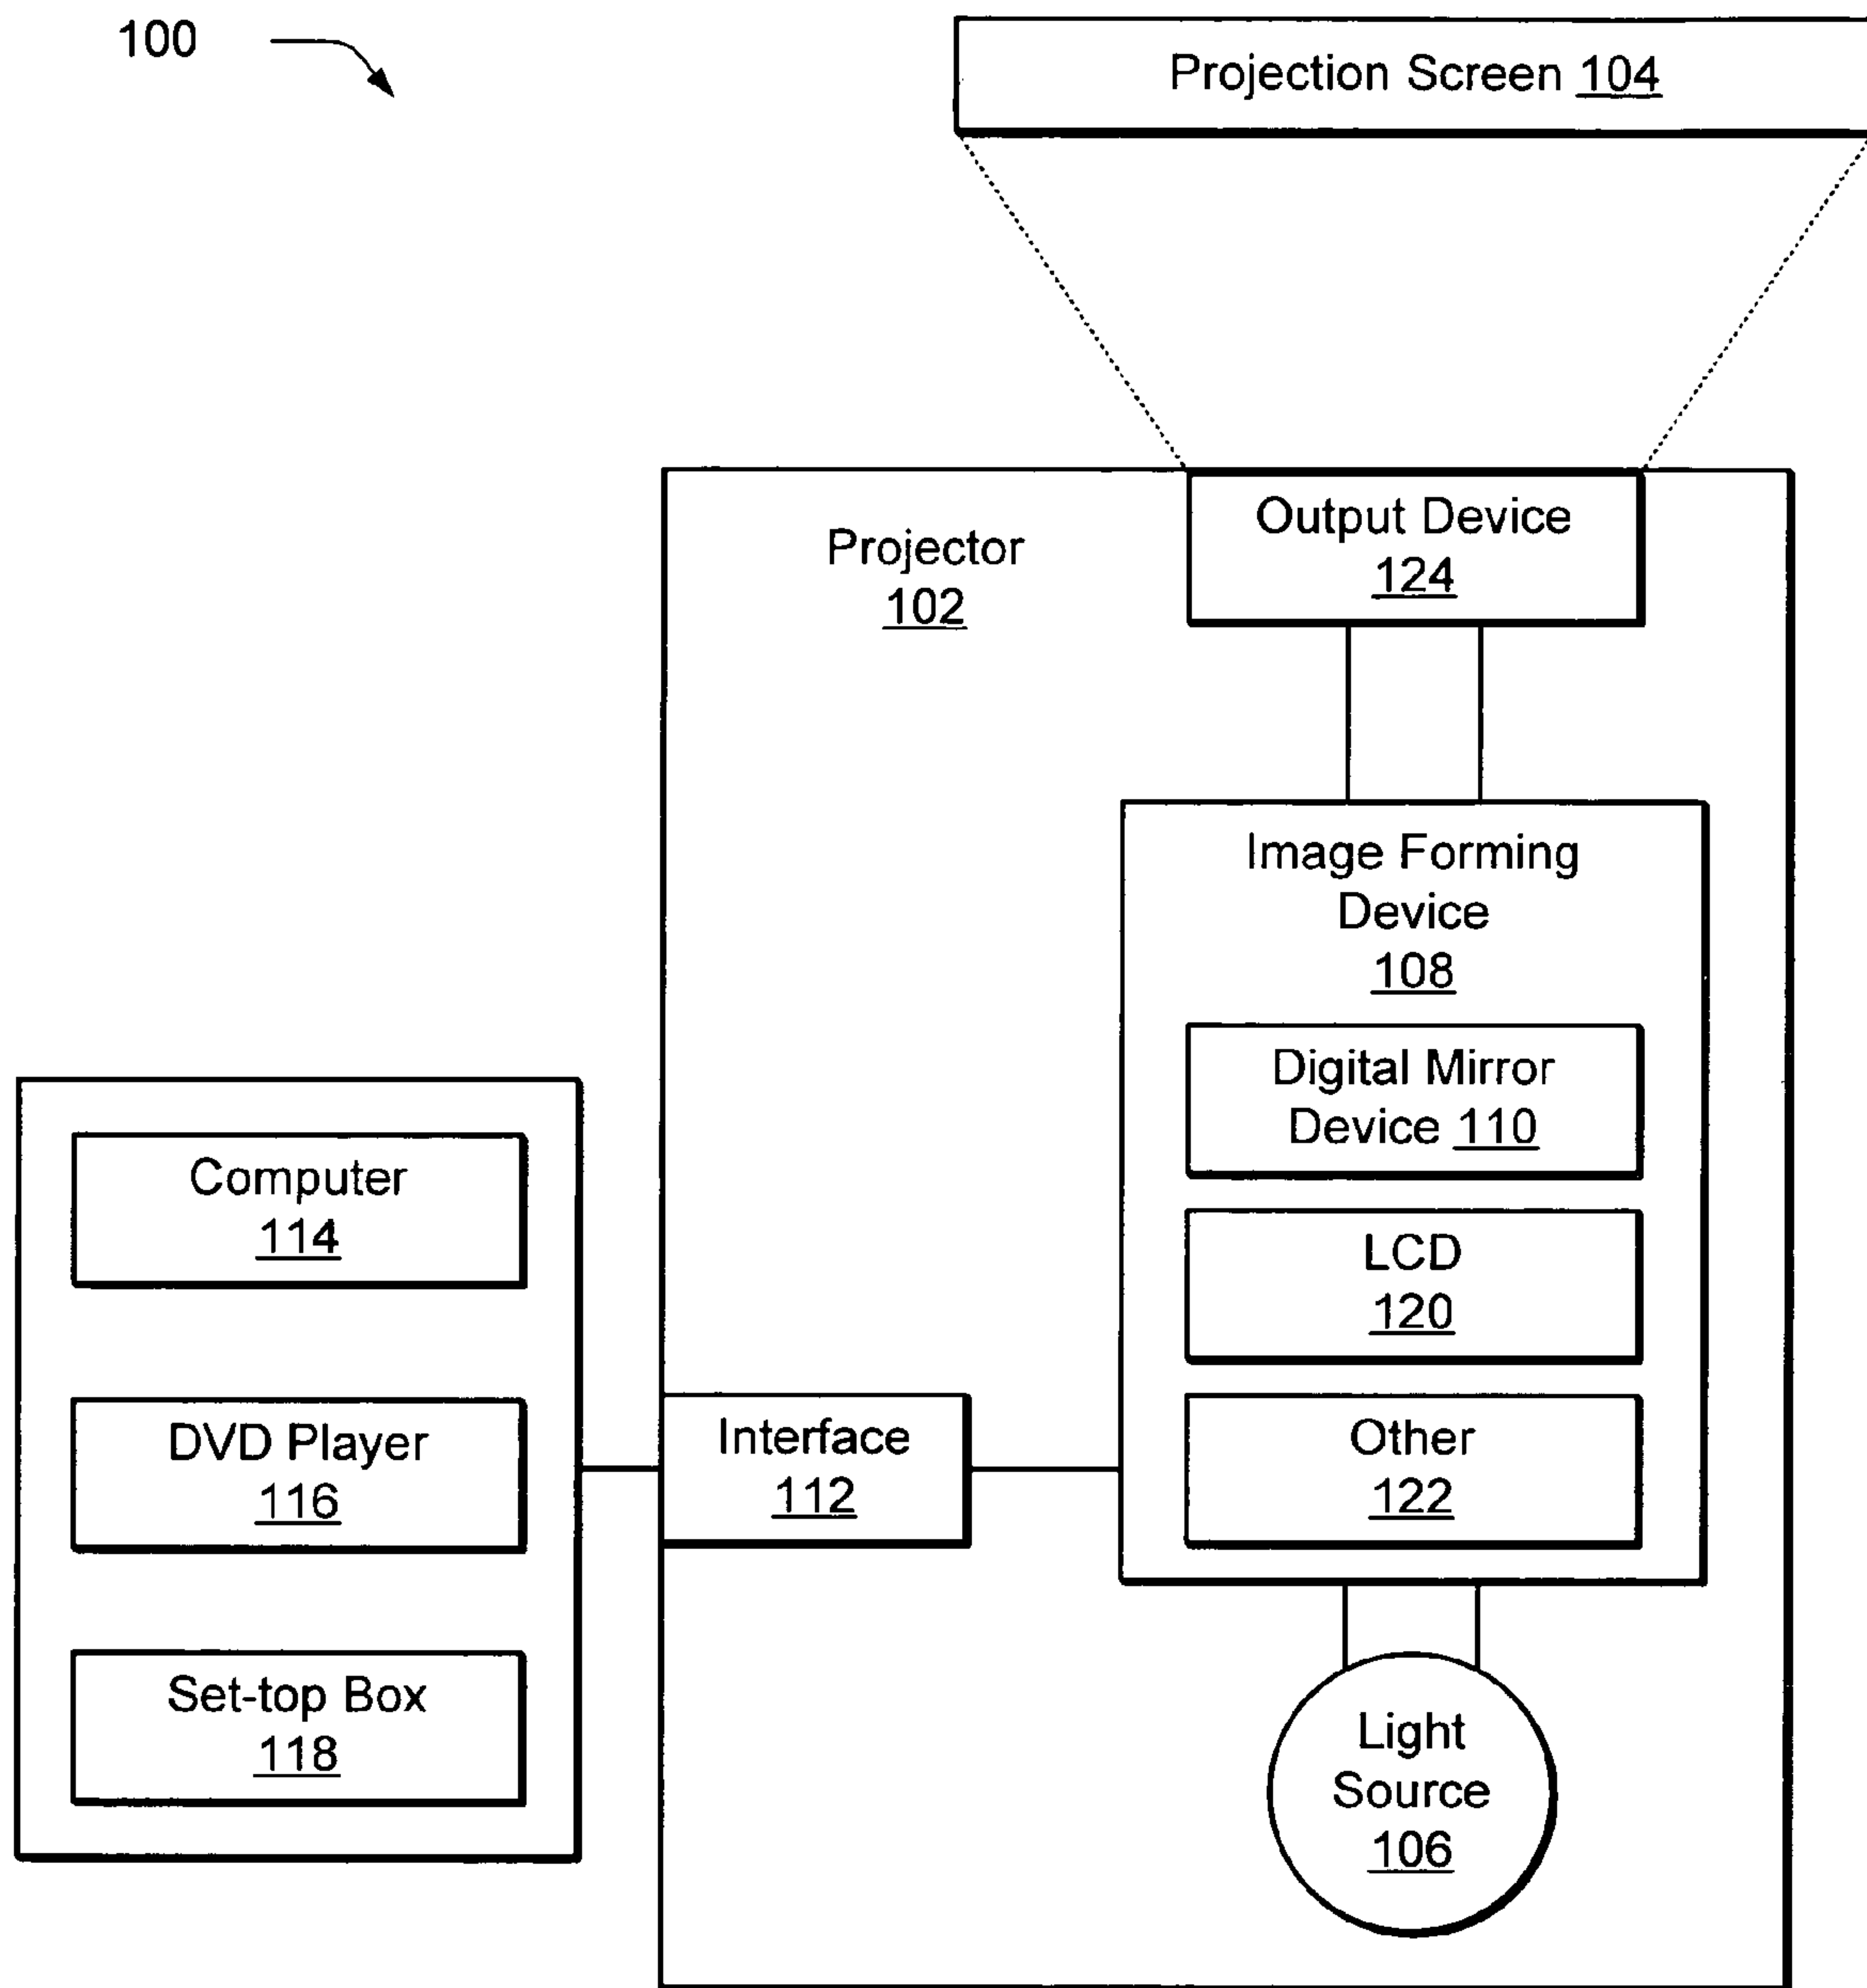 100
Projection Screen 104
Output Device
124
Projector
102
Image Forming
Device
108
Digital Mirror
Device 110
LCD
120
Other
122
Computer
114
DVD Player
116
Set-top Box
118
Interface
112
Light
Source
106